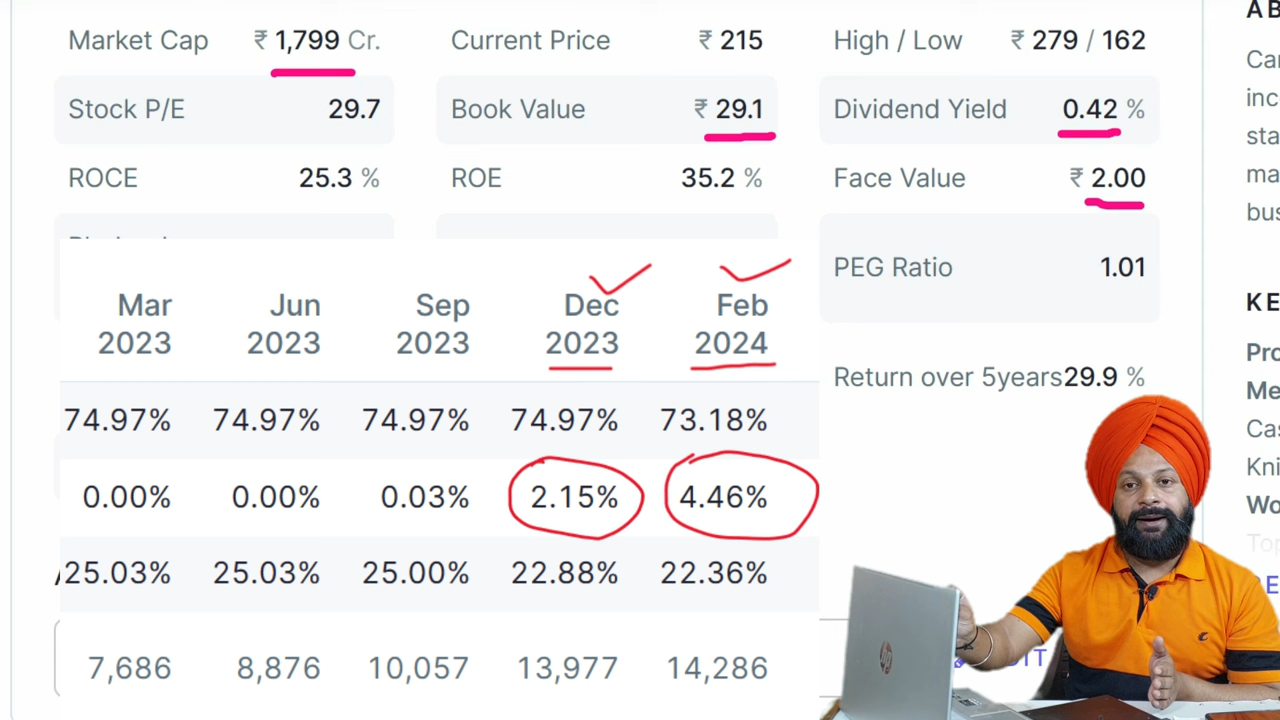 Market Cap ₹ 1,799 Cr. Current Price ₹ 215 High / Low ₹ 279 / 162
Stock P/E 29.7 Book Value ₹ 29.1 Dividend Yield 0.42 %
ROCE 25.3 % ROE 35.2 % Face Value ₹ 2.00
PEG Ratio 1.01
Mar Jun Sep Dec Feb
2023 2023 2023 2023 2024
Return over 5years 29.9 %
74.97% 74.97% 74.97% 74.97% 73.18%
0.00% 0.00% 0.03% 2.15% 4.46%
25.03% 25.03% 25.00% 22.88% 22.36%
7,686 8,876 10,057 13,977 14,286
hp